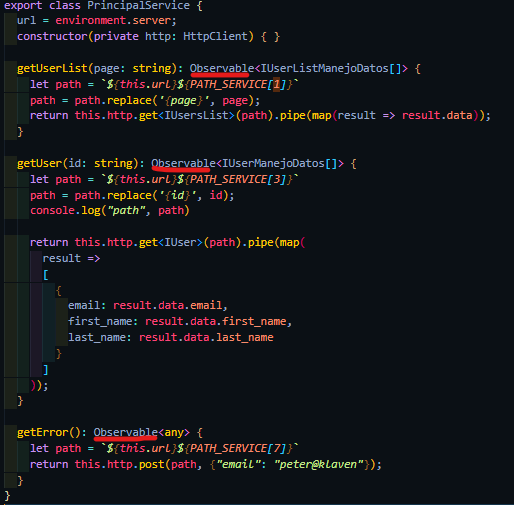 export class PrincipalService {
url = environment.server;
constructor(private http: HttpClient) { }
getUserList(page: string): Observable<IUserListManejoDatos[]> {
let path = `${this.url}${PATH_SERVICE[1]}`
path = path.replace('{page}', page);
return this.http.get<IUsersList>(path).pipe(map(result => result.data));
}
getUser(id: string): Observable<IUserManejoDatos[]> {
let path = `${this.url}${PATH_SERVICE[3]}`
path = path.replace('{id}', id);
console.log("path", path)
return this.http.get<IUser>(path).pipe(map(
result =>
[
{
email: result.data.email,
first_name: result.data.first_name,
last_name: result.data.last_name
}
]
));
}
getError(): Observable<any> {
let path = `${this.url}${PATH_SERVICE[7]}`
return this.http.post(path, {"email": "peter@klaven"});
}
}